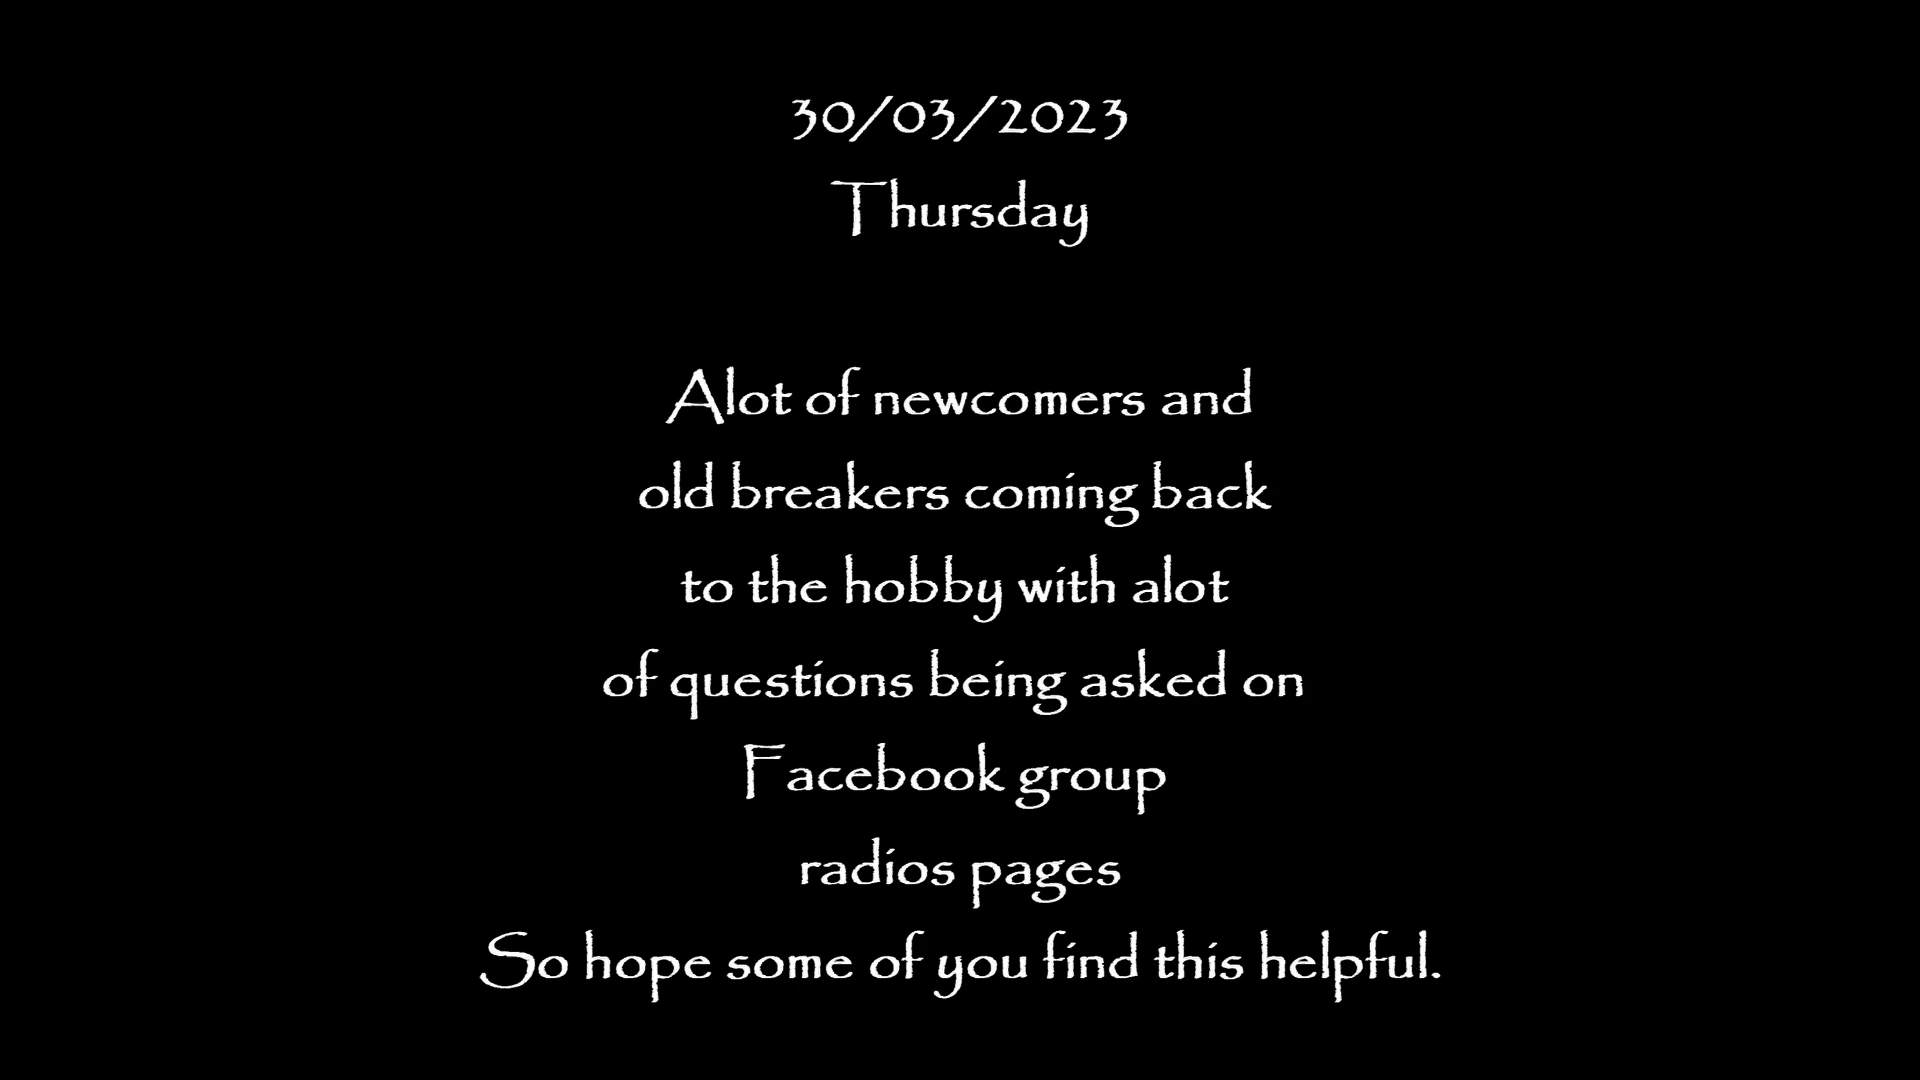 30/03/2023
Thursday
Alot of newcomers and
old breakers coming back
to the hobby with alot
of questions being asked on
Facebook group
radios pages
So hope some of you find this helpful.